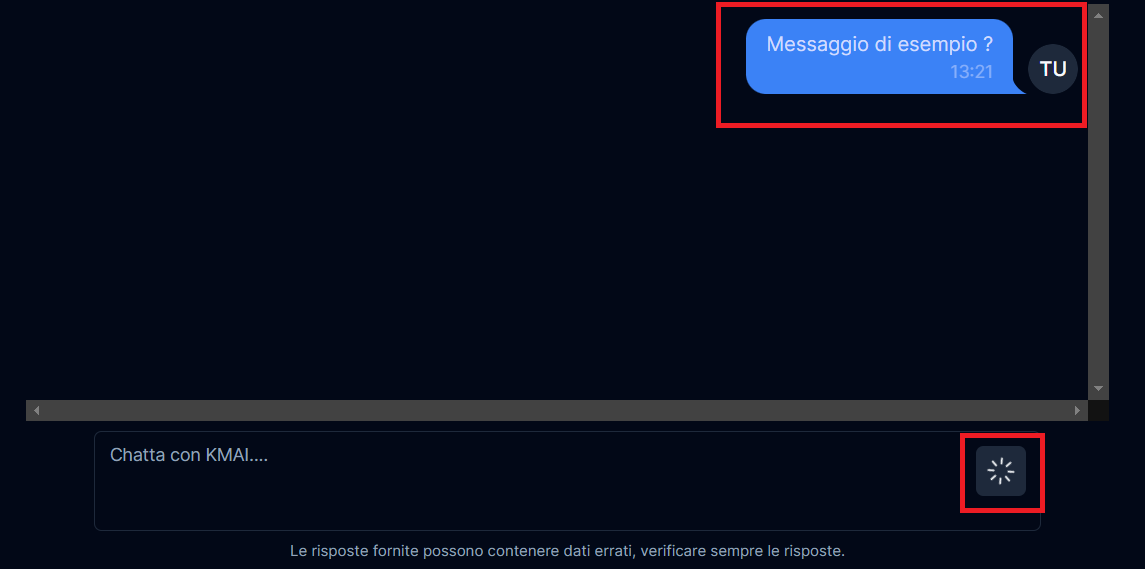 Messaggio di esempio ?
13:21
TU
Chatta con KMAI....
Le risposte fornite possono contenere dati errati, verificare sempre le risposte.